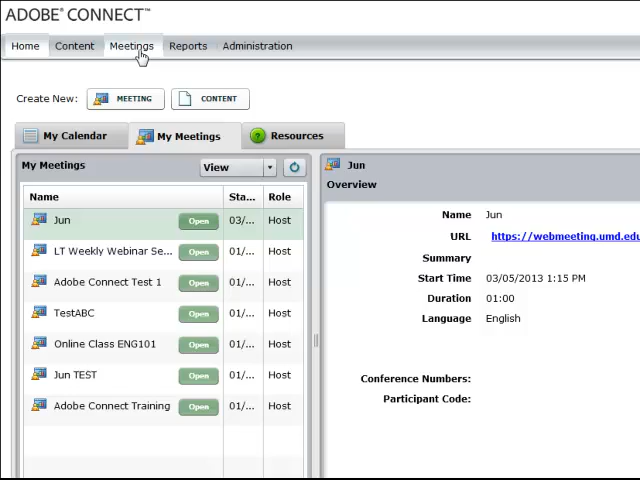 ADOBE® CONNECT™
Home Content Meetings Reports Administration
Create New: MEETING CONTENT
My Calendar My Meetings ? Resources
My Meetings View
Jun
Overview
Name Sta... Role
Jun Open 03/... Host
LT Weekly Webinar Se... Open 01/... Host
Adobe Connect Test 1 Open 01/... Host
TestABC Open 01/... Host
Online Class ENG101 Open 01/... Host
Jun TEST Open 01/... Host
Adobe Connect Training Open 01/... Host
Name Jun
URL https://webmeeting.umd.edu
Summary
Start Time 03/05/2013 1:15 PM
Duration 01:00
Language English
Conference Numbers:
Participant Code: